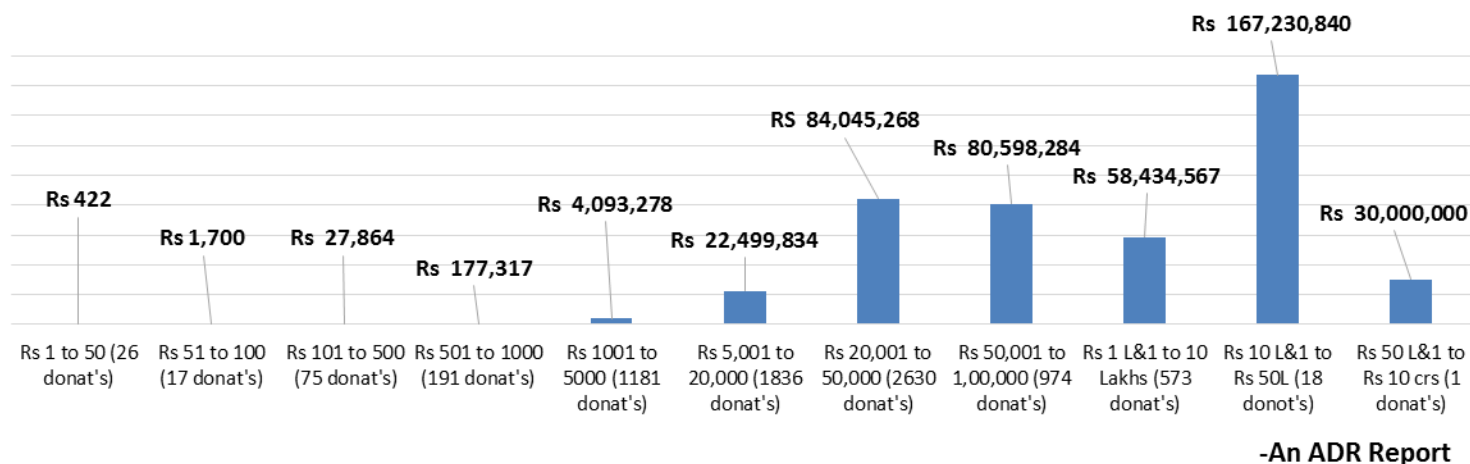 Rs 167,230,840
RS 84,045,268
Rs 80,598,284
Rs 58,434,567
Rs 422
Rs 4,093,278
Rs 30,000,000
Rs 1,700
Rs 27,864
Rs 22,499,834
Rs 177,317
Rs 1 to 50 (26
donat's)
Rs 51 to 100
(17 donat's)
Rs 101 to 500
(75 donat's)
Rs 501 to 1000
(191 donat's)
Rs 1001 to
5000 (1181
donat's)
Rs 5,001 to
20,000 (1836
donat's)
Rs 20,001 to
50,000 (2630
donat's)
Rs 50,001 to
1,00,000 (974
donat's)
Rs 1 L&1 to 10
Lakhs (573
donat's)
Rs 10 L&1 to
Rs 50L (18
donot's)
Rs 50 L&1 to
Rs 10 crs (1
donat's)
-An ADR Report